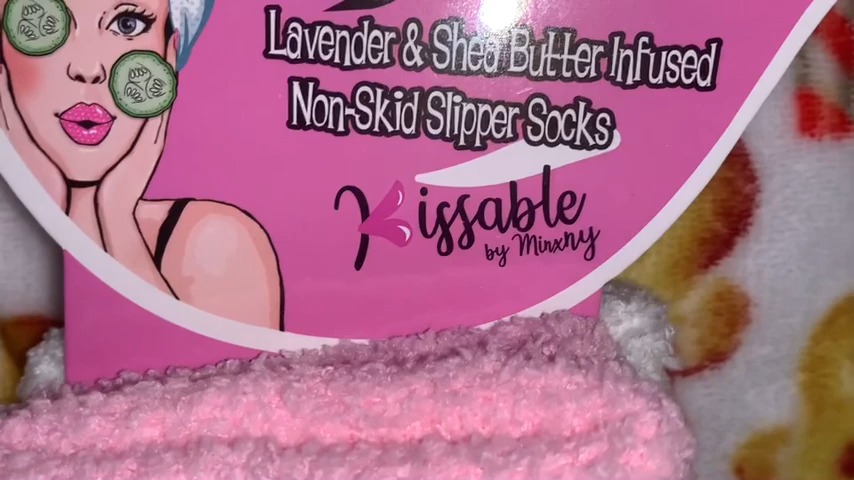 Lavender & Shea Butter Infused
Non-Skid Slipper Socks
Kissable
by Minxny